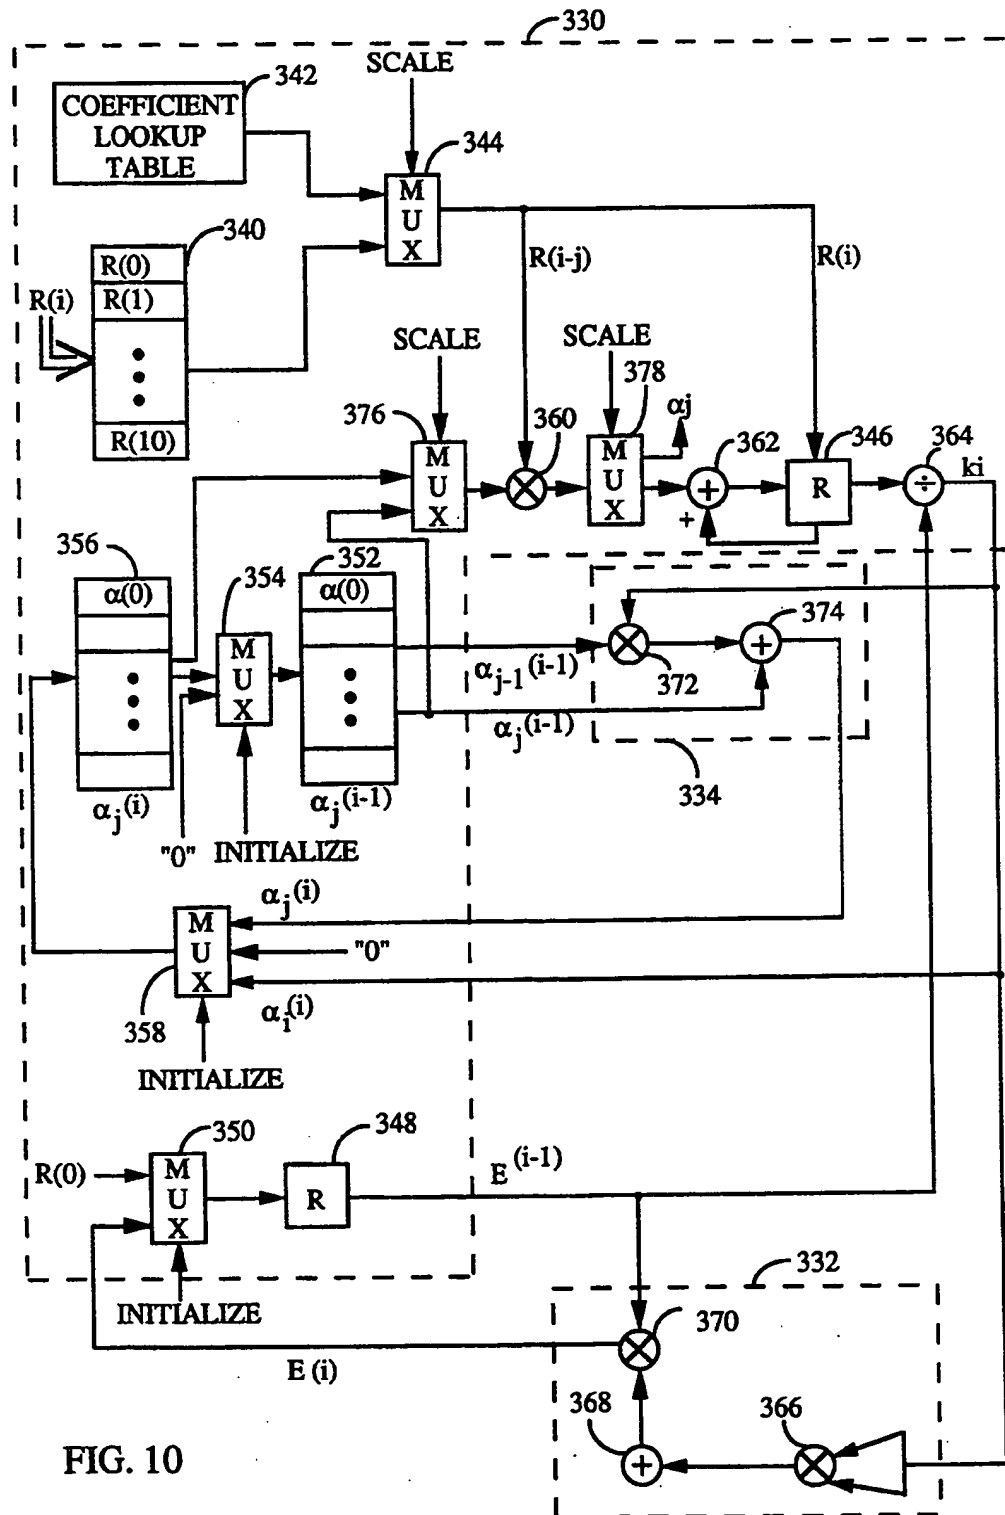 330
SCALE
342
COEFFICIENT
LOOKUP
TABLE
344
M
U
X
340
R(0)
R(1)
R(i)
R(10)
R(i-j)
R(i)
SCALE
SCALE
376
M
U
X
360
378
M
U
X
αj
362
+
+
346
R
364
÷
ki
356
α(0)
354
M
U
X
352
α(0)
374
+
372
αj-1(i-1)
αj(i-1)
334
αj(i)
αj(i-1)
"0"
INITIALIZE
αj(i)
M
U
X
"0"
αi(i)
358
INITIALIZE
350
348
R(0)
M
U
X
R
E(i-1)
INITIALIZE
332
370
E(i)
368
366
+
FIG. 10